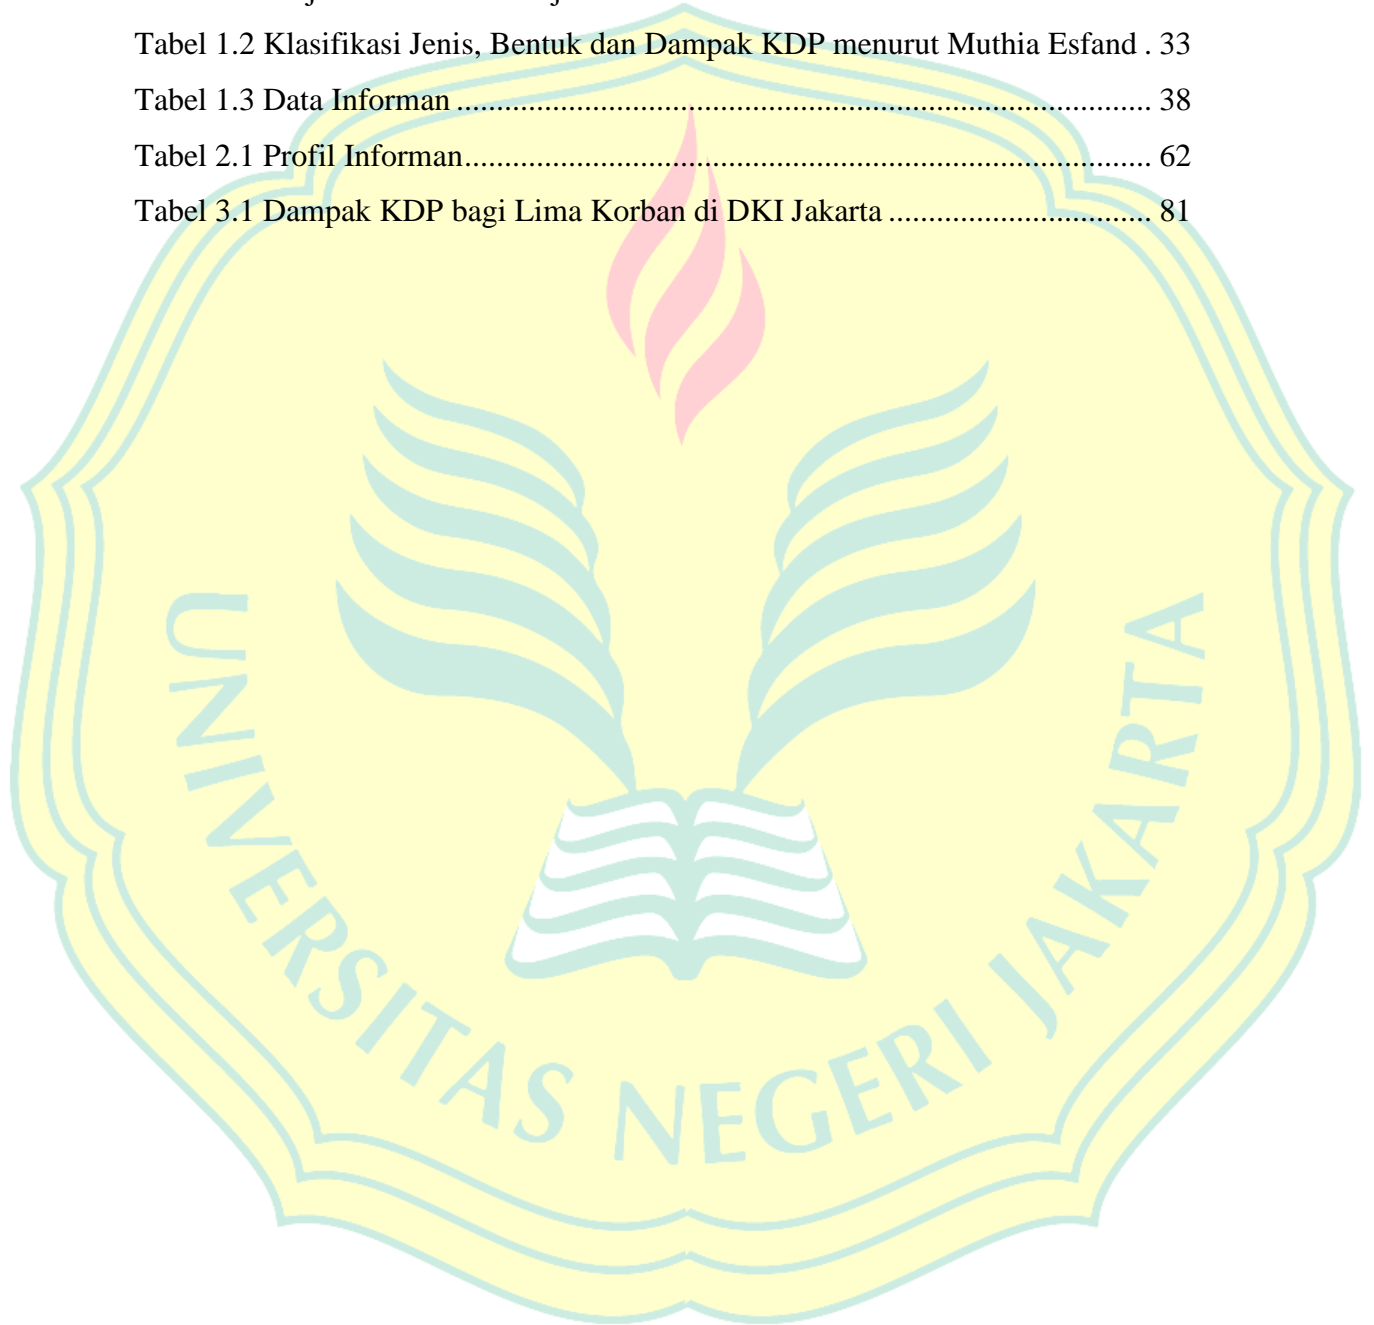 Tabel 1.2 Klasifikasi Jenis, Bentuk dan Dampak KDP menurut Muthia Esfand . 33
Tabel 1.3 Data Informan ...................................................................................... 38
Tabel 2.1 Profil Informan..................................................................................... 62
Tabel 3.1 Dampak KDP bagi Lima Korban di DKI Jakarta ................................. 81
UNIVERSITAS NEGERI JAKARTA